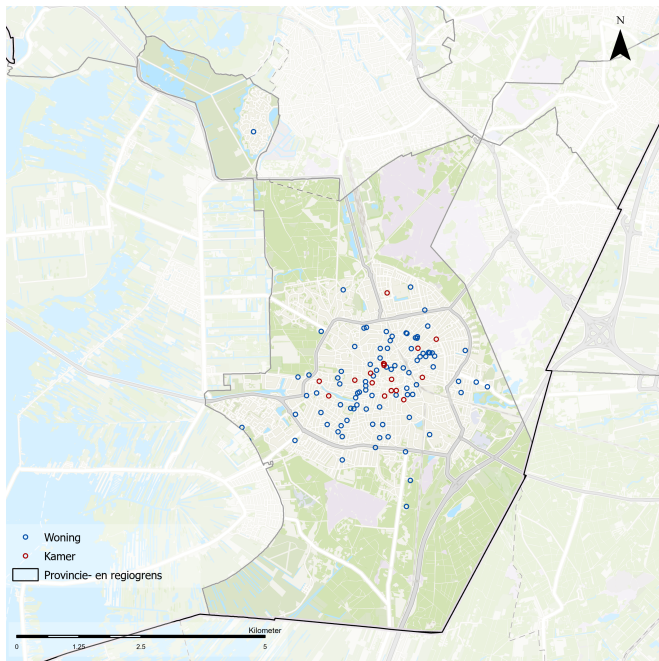 N
Woning
Kamer
Provincie- en regiogrens
Kilometer
0 1.25 2.5 5